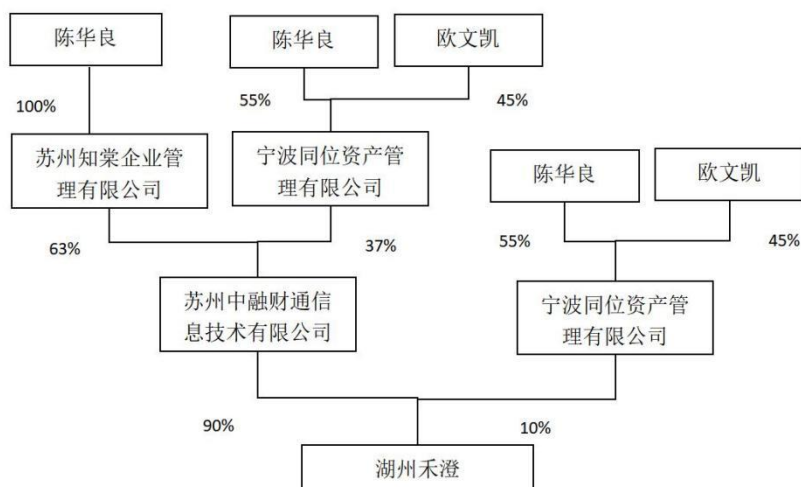 陈华良
陈华良
欧文凯
100%
55%
45%
苏州知棠企业管
理有限公司
宁波同位资产管
理有限公司
陈华良
欧文凯
63%
37%
55%
45%
苏州中融财通信
息技术有限公司
宁波同位资产管
理有限公司
90%
10%
湖州禾澄